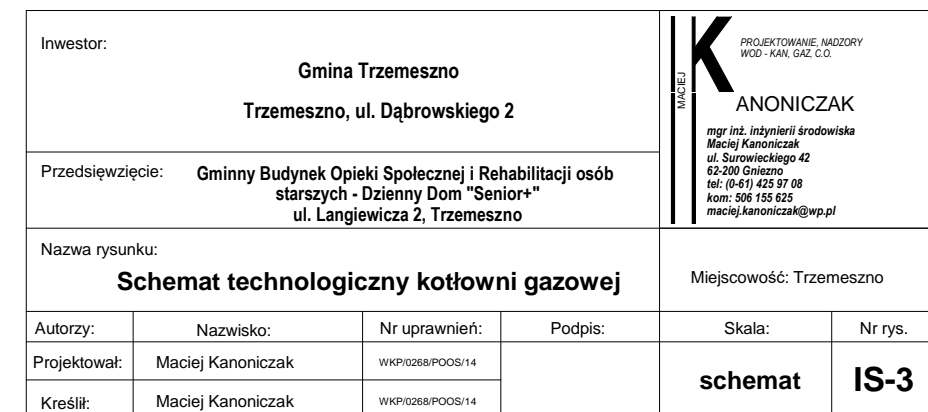 Inwestor:
Gmina Trzemeszno
Trzemeszno, ul. Dąbrowskiego 2
MACIEJ
K
PROJEKTOWANIE, NADZORY
WOD - KAN, GAZ, C.O.
ANONICZAK
mgr inż. inżynierii środowiska
Maciej Kanoniczak
ul. Surowieckiego 42
62-200 Gniezno
tel: (0-61) 425 97 08
kom: 506 155 625
maciej.kanoniczak@wp.pl
Przedsięwzięcie:
Gminny Budynek Opieki Społecznej i Rehabilitacji osób
starszych - Dzienny Dom "Senior+"
ul. Langiewicza 2, Trzemeszno
Nazwa rysunku:
Schemat technologiczny kotłowni gazowej
Miejscowość: Trzemeszno
Autorzy: Nazwisko: Nr uprawnień: Podpis: Skala: Nr rys.
Projektował: Maciej Kanoniczak WKP/0268/POOS/14
schemat IS-3
Kreślił: Maciej Kanoniczak WKP/0268/POOS/14